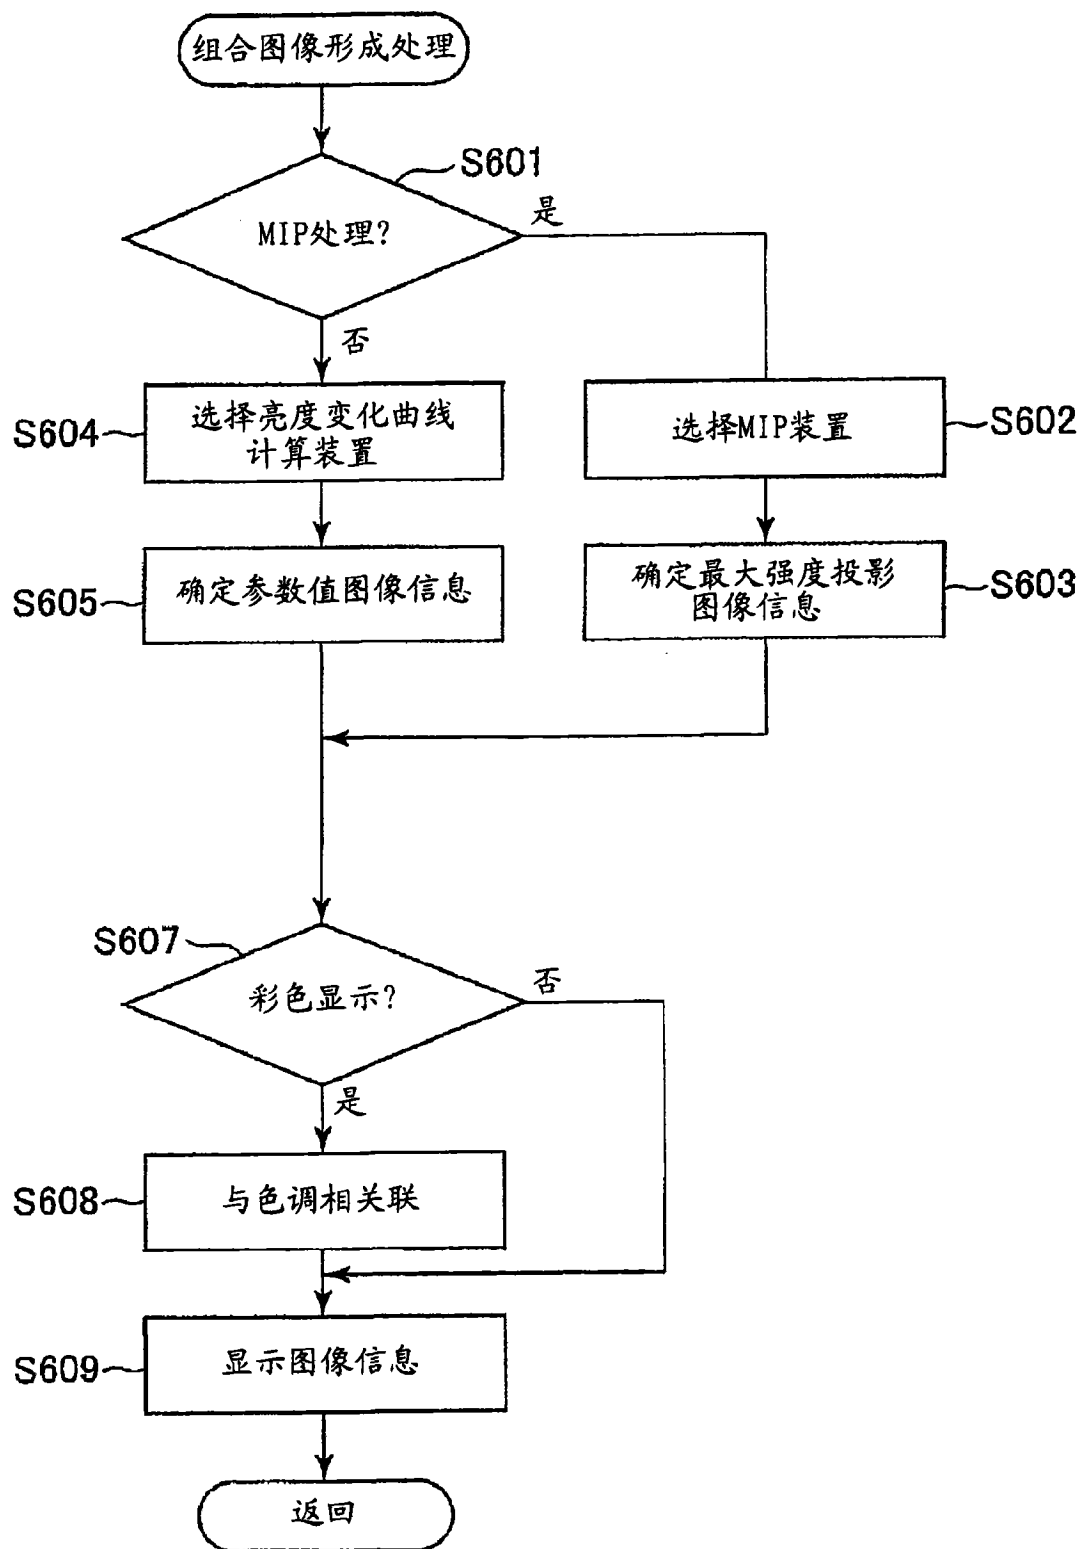 组合图像形成处理
S601
MIP处理?
是
否
S604
选择亮度变化曲线
计算装置
选择MIP装置
S602
S605
确定参数值图像信息
确定最大强度投影
图像信息
S603
S607
彩色显示?
否
是
S608
与色调相关联
S609
显示图像信息
返回